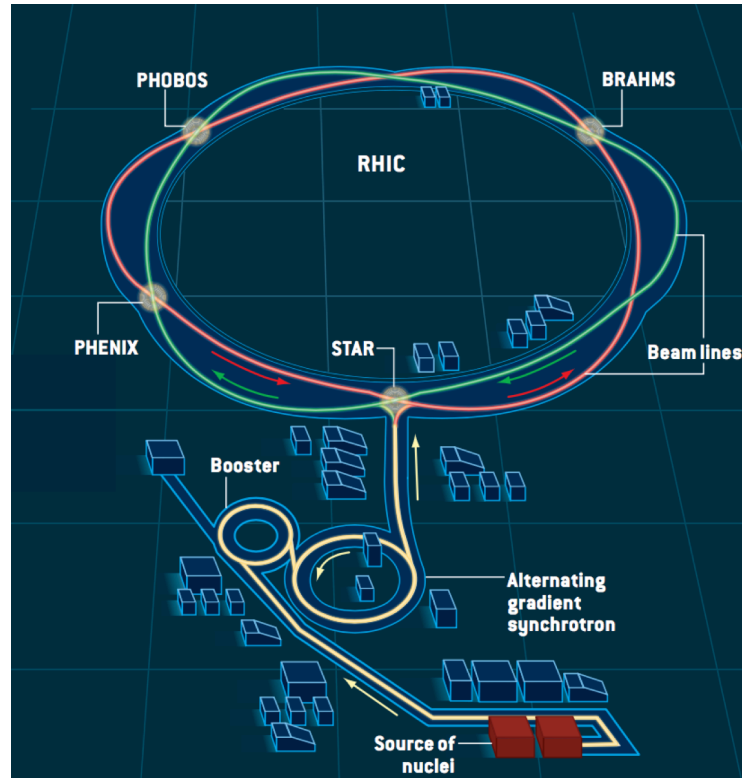 PHOBOS
BRAHMS
RHIC
PHENIX
STAR
Beam lines
Booster
Alternating
gradient
synchrotron
Source of
nuclei